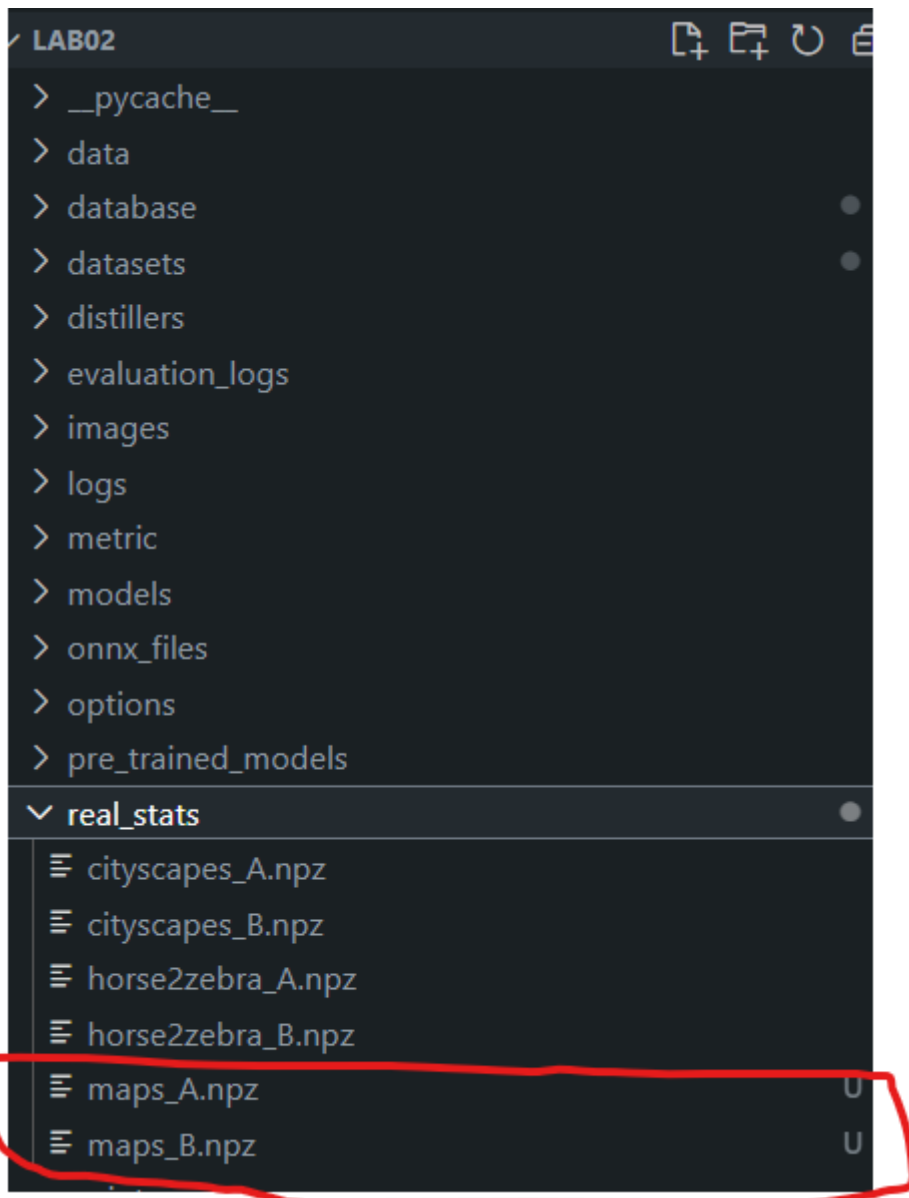 LAB02
__pycache__
data
database
datasets
distillers
evaluation_logs
images
logs
metric
models
onnx_files
options
pre_trained_models
real_stats
cityscapes_A.npz
cityscapes_B.npz
horse2zebra_A.npz
horse2zebra_B.npz
maps_A.npz U
maps_B.npz U